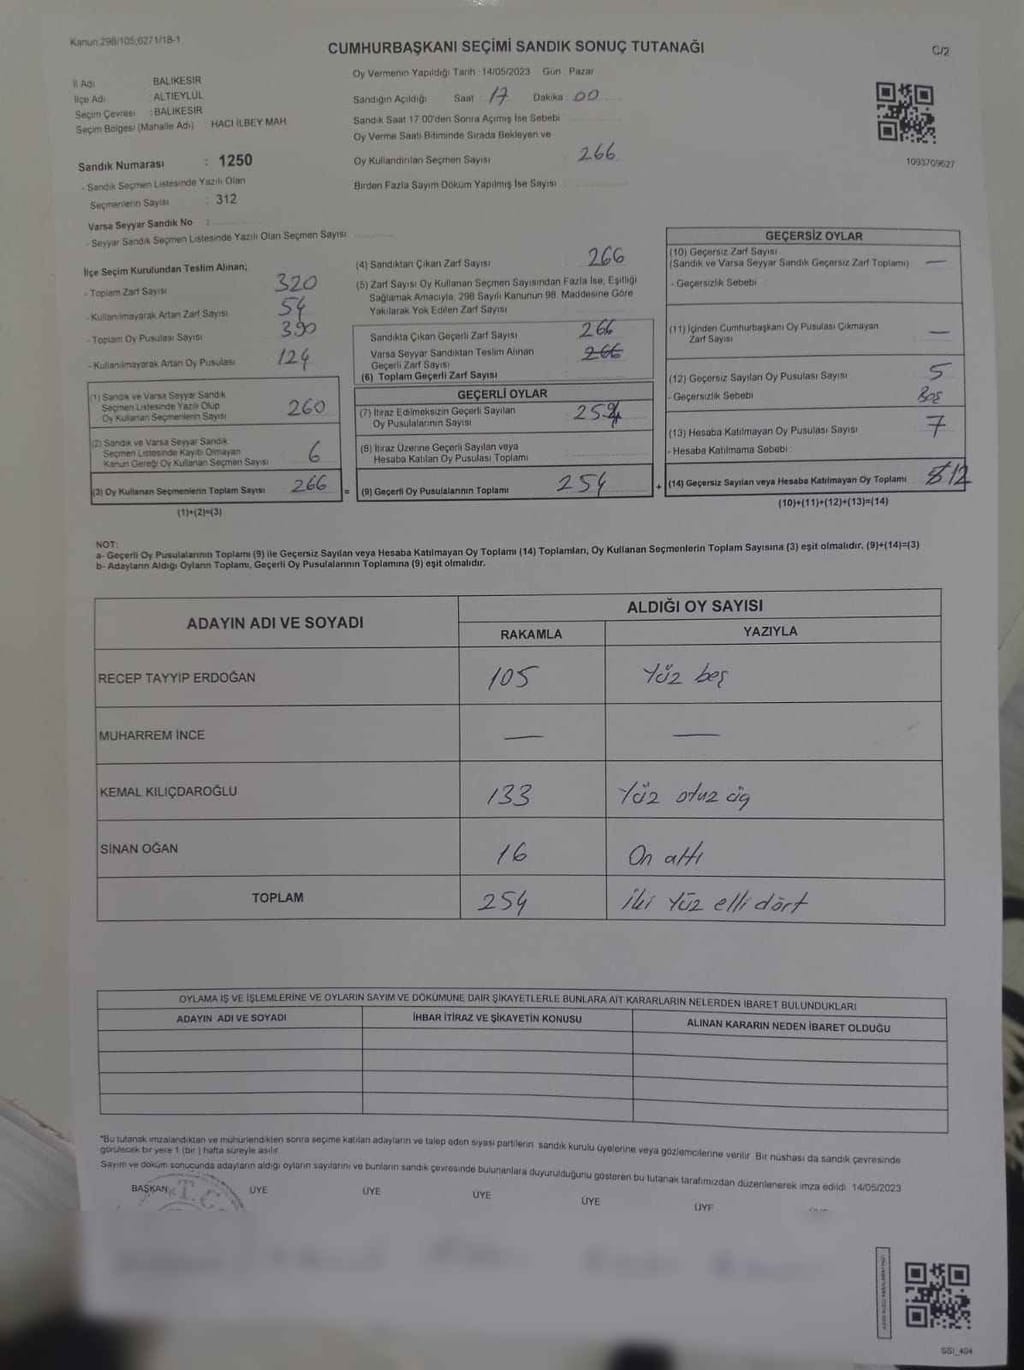 Kanun:298/105;6271/18-1
CUMHURBAŞKANI SEÇİMİ SANDIK SONUÇ TUTANAĞI
C/2
İl Adı BALIKESİR
İlçe Adı ALTIEYLÜL
Seçim Çevresi : BALIKESİR
Seçim Bölgesi (Mahalle Adı) HACI İLBEY MAH.
Oy Vermenin Yapıldığı Tarih : 14/05/2023 Gün : Pazar
Sandığın Açıldığı Saat 17 Dakika 00
Sandık Saat 17:00'den Sonra Açılmış İse Sebebi
Oy Verme Saati Bitiminde Sırada Bekleyen ve
Oy Kullandırılan Seçmen Sayısı 266
Birden Fazla Sayım Döküm Yapılmış İse Sayısı
1093709627
Sandık Numarası : 1250
- Sandık Seçmen Listesinde Yazılı Olan
Seçmenlerin Sayısı : 312
Varsa Seyyar Sandık No :
- Seyyar Sandık Seçmen Listesinde Yazılı Olan Seçmen Sayısı
İlçe Seçim Kurulundan Teslim Alınan;
- Toplam Zarf Sayısı 320
- Kullanılmayarak Artan Zarf Sayısı 54
- Toplam Oy Pusulası Sayısı 390
- Kullanılmayarak Artan Oy Pusulası 124
(1) Sandık ve Varsa Seyyar Sandık
Seçmen Listesinde Yazılı Olup
Oy Kullanan Seçmenlerin Sayısı 260
(2) Sandık ve Varsa Seyyar Sandık
Seçmen Listesinde Kayıtlı Olmayan
Kanun Gereği Oy Kullanan Seçmen Sayısı 6
(3) Oy Kullanan Seçmenlerin Toplam Sayısı 266 =
(1)+(2)=(3)
(4) Sandıktan Çıkan Zarf Sayısı 266
(5) Zarf Sayısı Oy Kullanan Seçmen Sayısından Fazla İse, Eşitliği
Sağlamak Amacıyla, 298 Sayılı Kanunun 98. Maddesine Göre
Yakılarak Yok Edilen Zarf Sayısı
Sandıkta Çıkan Geçerli Zarf Sayısı 266
Varsa Seyyar Sandıktan Teslim Alınan
Geçerli Zarf Sayısı 266
(6) Toplam Geçerli Zarf Sayısı
GEÇERLİ OYLAR
(7) İtiraz Edilmeksizin Geçerli Sayılan
Oy Pusulalarının Sayısı 254
(8) İtiraz Üzerine Geçerli Sayılan veya
Hesaba Katılan Oy Pusulası Toplamı
(9) Geçerli Oy Pusulalarının Toplamı 254 +
GEÇERSİZ OYLAR
(10) Geçersiz Zarf Sayısı
(Sandık ve Varsa Seyyar Sandık Geçersiz Zarf Toplamı) —
- Geçersizlik Sebebi
(11) İçinden Cumhurbaşkanı Oy Pusulası Çıkmayan
Zarf Sayısı —
(12) Geçersiz Sayılan Oy Pusulası Sayısı 5
- Geçersizlik Sebebi Boş
(13) Hesaba Katılmayan Oy Pusulası Sayısı 7
- Hesaba Katılmama Sebebi
(14) Geçersiz Sayılan veya Hesaba Katılmayan Oy Toplamı 12
(10)+(11)+(12)+(13)=(14)
NOT:
a- Geçerli Oy Pusulalarının Toplamı (9) ile Geçersiz Sayılan veya Hesaba Katılmayan Oy Toplamı (14) Toplamları, Oy Kullanan Seçmenlerin Toplam Sayısına (3) eşit olmalıdır. (9)+(14)=(3)
b- Adayların Aldığı Oyların Toplamı, Geçerli Oy Pusulalarının Toplamına (9) eşit olmalıdır.
ADAYIN ADI VE SOYADI
ALDIĞI OY SAYISI
RAKAMLA YAZIYLA
RECEP TAYYIP ERDOĞAN 105 Yüz beş
MUHARREM İNCE — —
KEMAL KILIÇDAROĞLU 133 Yüz otuz üç
SİNAN OĞAN 16 On altı
TOPLAM 254 İki Yüz elli dört
OYLAMA İŞ VE İŞLEMLERİNE VE OYLARIN SAYIM VE DÖKÜMÜNE DAİR ŞİKAYETLERLE BUNLARA AİT KARARLARIN NELERDEN İBARET BULUNDUKLARI
ADAYIN ADI VE SOYADI İHBAR İTİRAZ VE ŞİKAYETİN KONUSU ALINAN KARARIN NEDEN İBARET OLDUĞU
*Bu tutanak imzalandıktan ve mühürlendikten sonra seçime katılan adayların ve talep eden siyasi partilerin sandık kurulu üyelerine veya gözlemcilerine verilir. Bir nüshası da sandık çevresinde
görülecek bir yere 1 (bir ) hafta süreyle asılır.
Sayım ve döküm sonucunda adayların aldığı oyların sayılarını ve bunların sandık çevresinde bulunanlara duyurulduğunu gösteren bu tutanak tarafımızdan düzenlenerek imza edildi. 14/05/2023
BAŞKAN ÜYE ÜYE ÜYE ÜYE ÜYE
T.C.
SSI_404